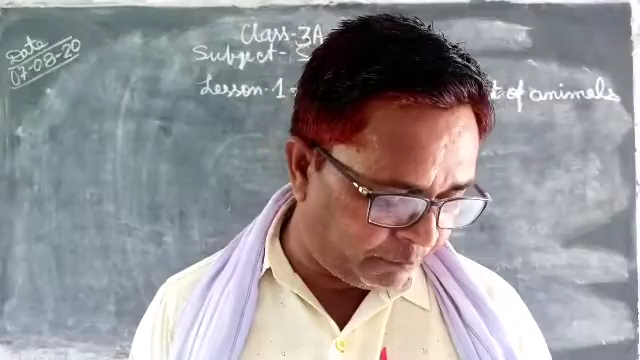 Date
07-08-20
Class-3A
Subject- S
Lesson-1
of animals